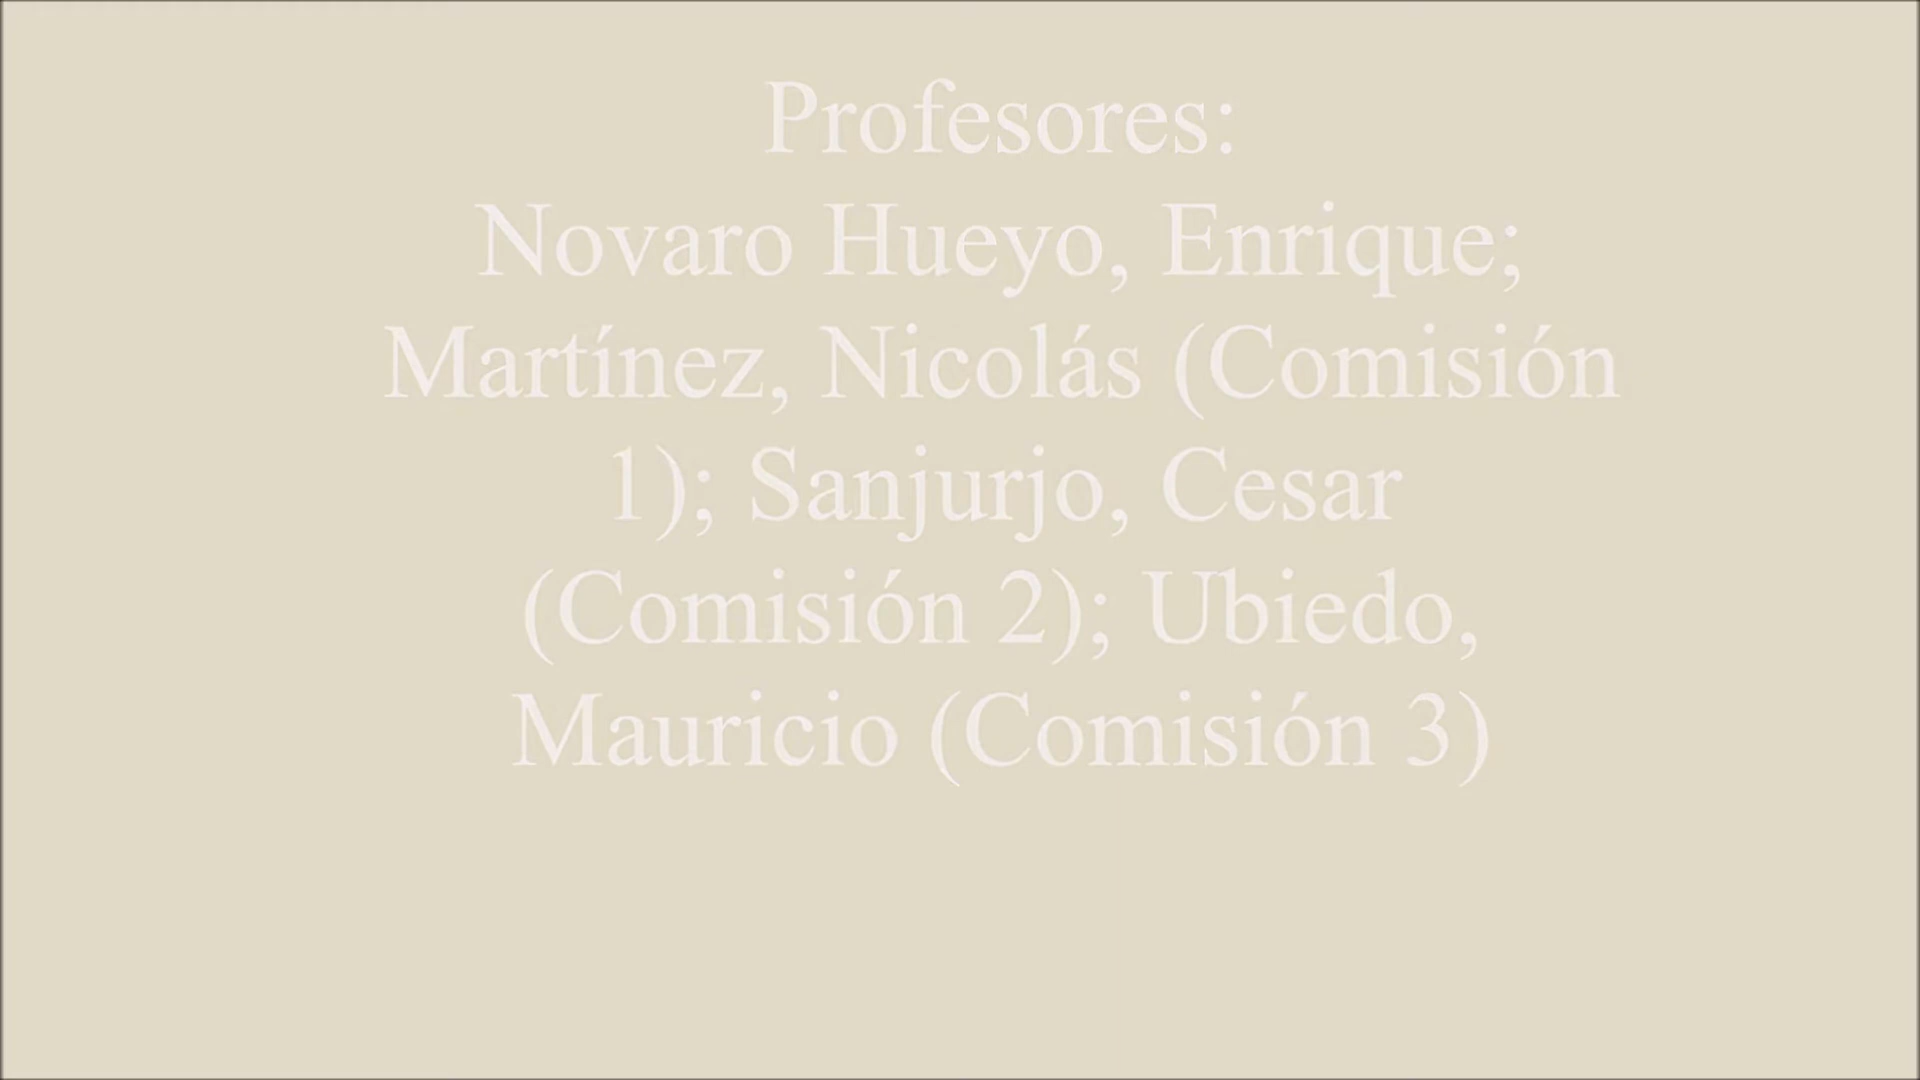 Profesores:
Novaro Hueyo, Enrique;
Martínez, Nicolás (Comisión
1); Sanjurjo, Cesar
(Comisión 2); Ubiedo,
Mauricio (Comisión 3)